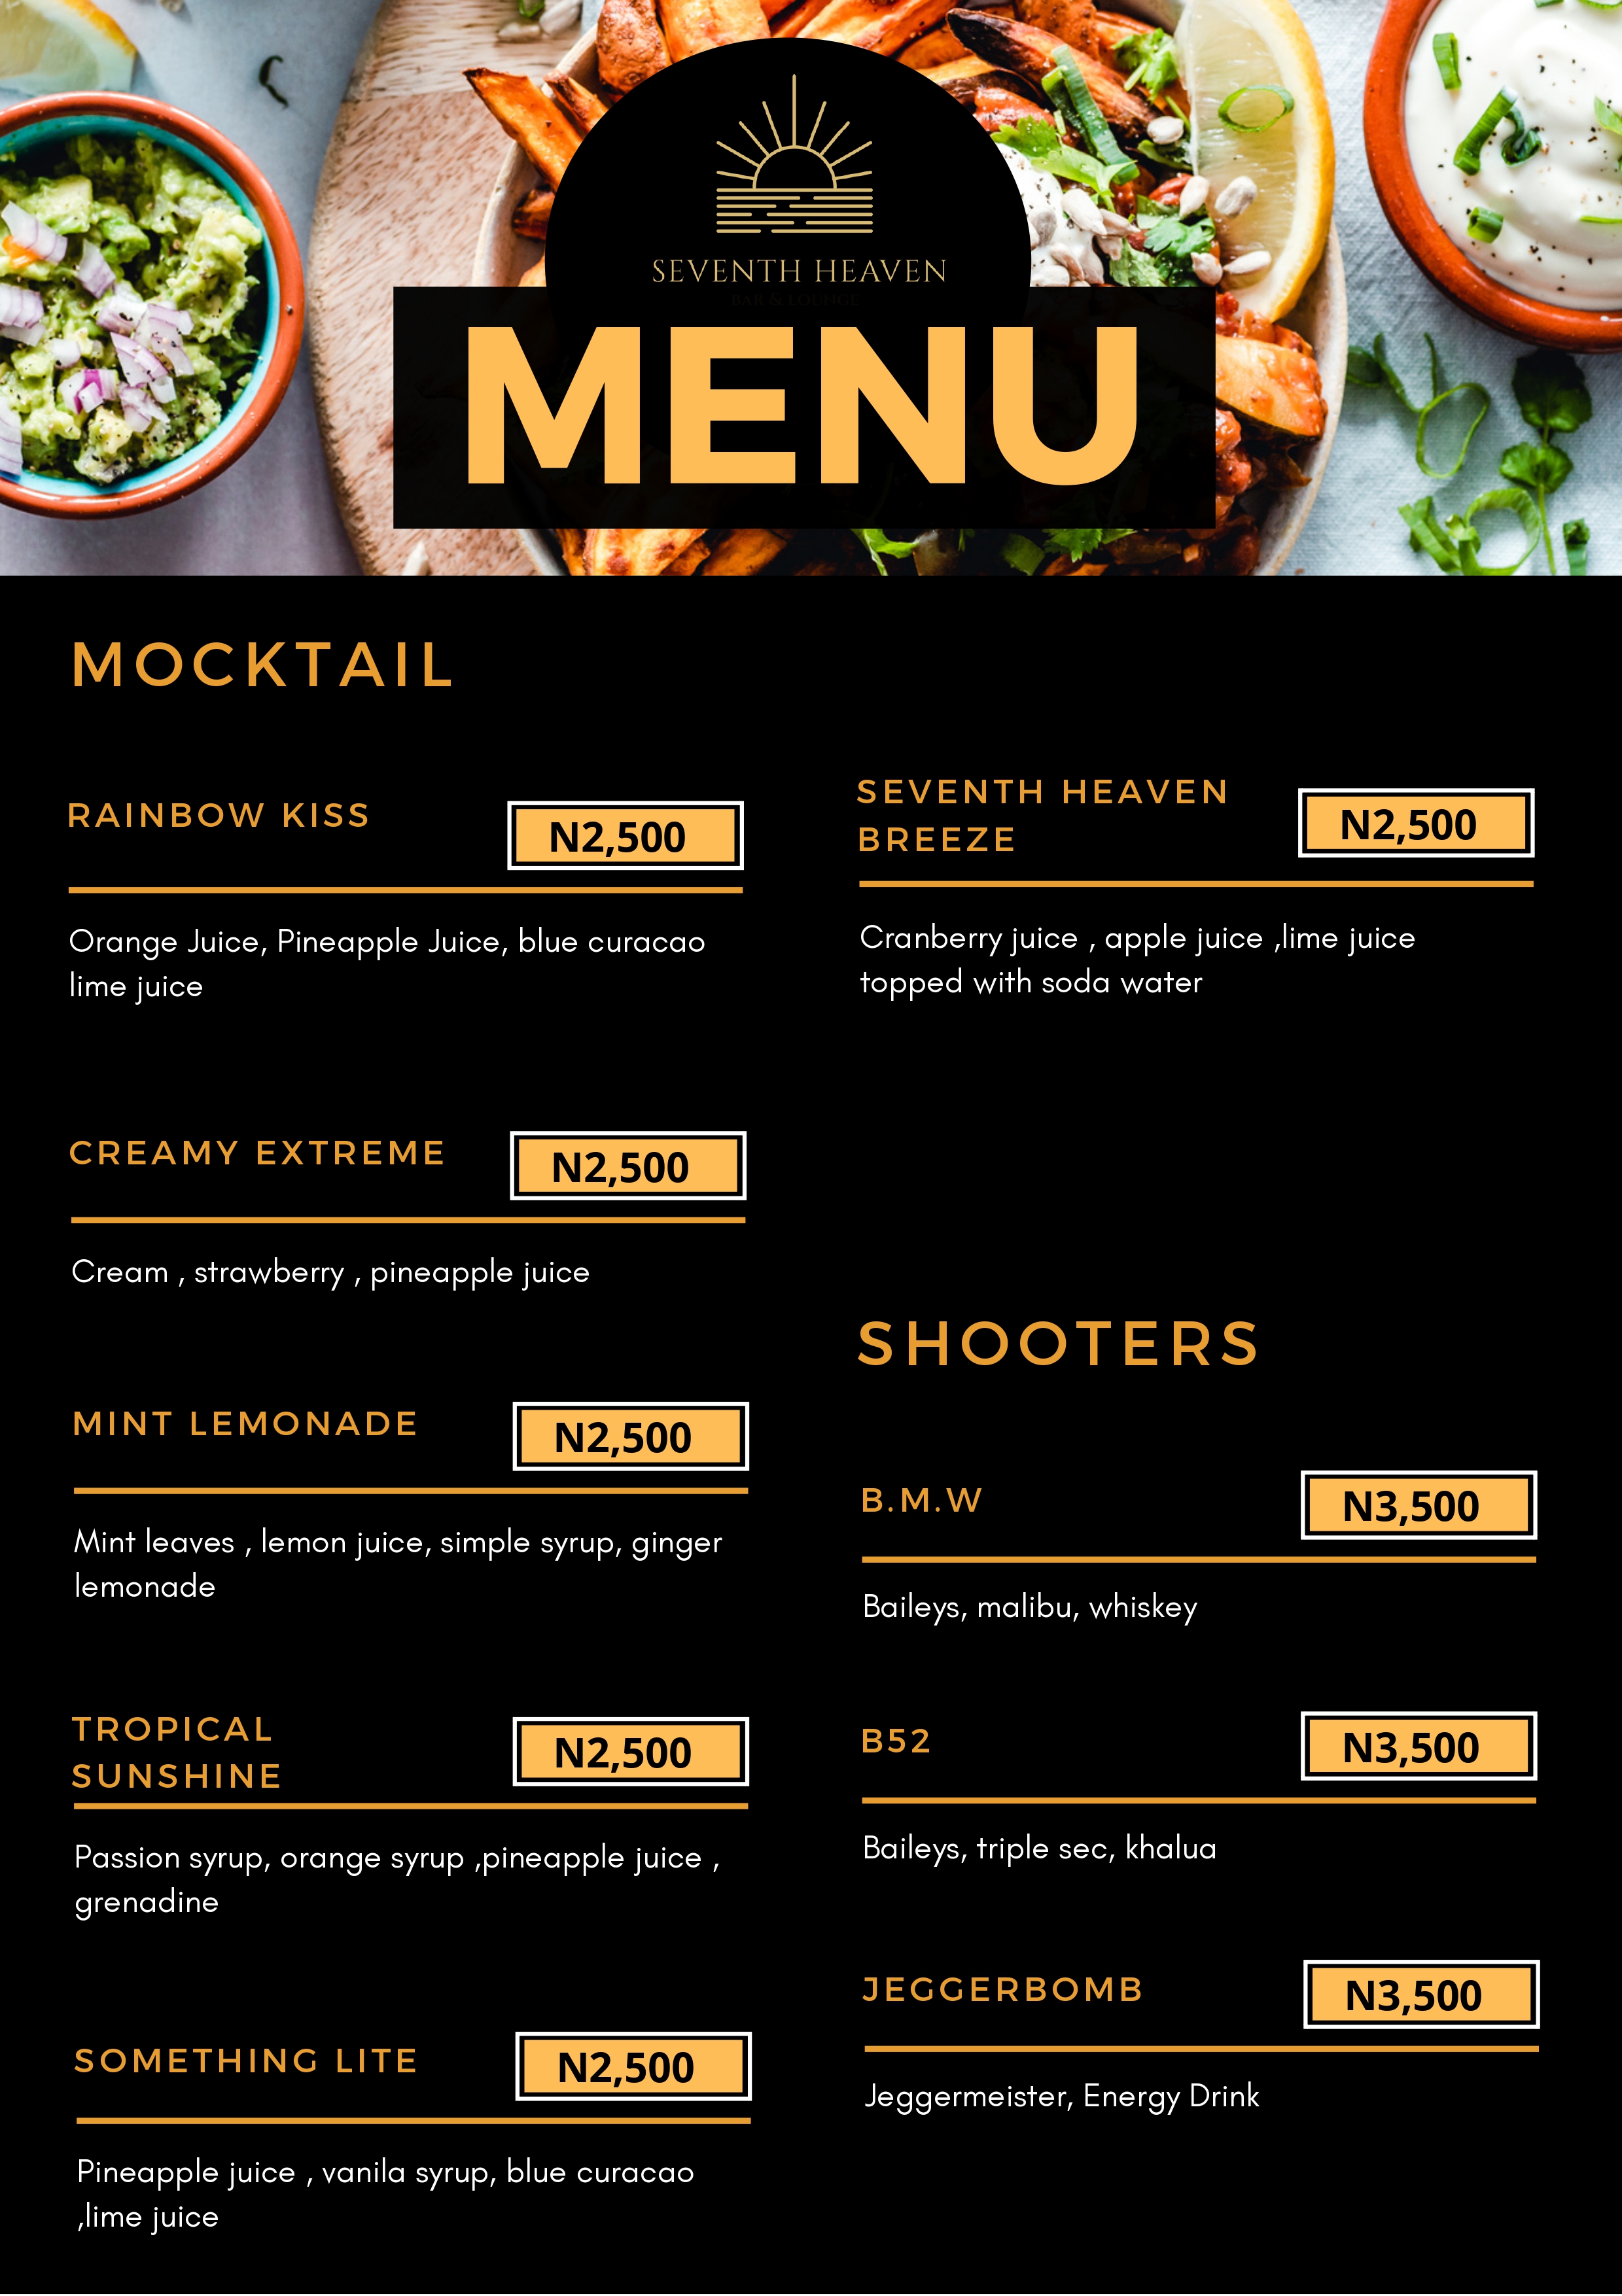 SEVENTH HEAVEN
BAR & LOUNGE
MENU
MOCKTAIL
RAINBOW KISS
N2,500
Orange Juice, Pineapple Juice, blue curacao
lime juice
CREAMY EXTREME
N2,500
Cream , strawberry , pineapple juice
MINT LEMONADE
N2,500
Mint leaves , lemon juice, simple syrup, ginger
lemonade
TROPICAL
SUNSHINE
N2,500
Passion syrup, orange syrup ,pineapple juice ,
grenadine
SOMETHING LITE
N2,500
Pineapple juice , vanila syrup, blue curacao
,lime juice
SEVENTH HEAVEN
BREEZE
N2,500
Cranberry juice , apple juice ,lime juice
topped with soda water
SHOOTERS
B.M.W
N3,500
Baileys, malibu, whiskey
B52
N3,500
Baileys, triple sec, khalua
JEGGERBOMB
N3,500
Jeggermeister, Energy Drink